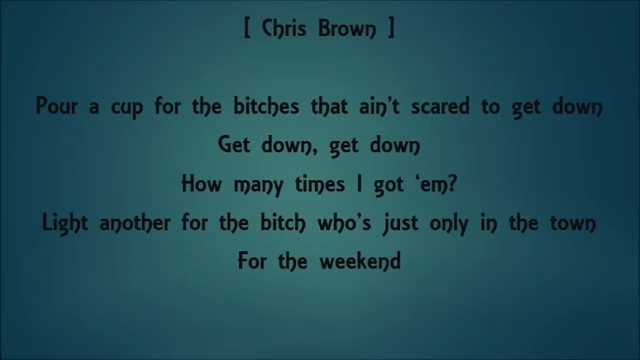 [ Chris Brown ]
Pour a cup for the bitches that ain't scared to get down
Get down, get down
How many times I got ‘em?
Light another for the bitch who's just only in the town
For the weekend